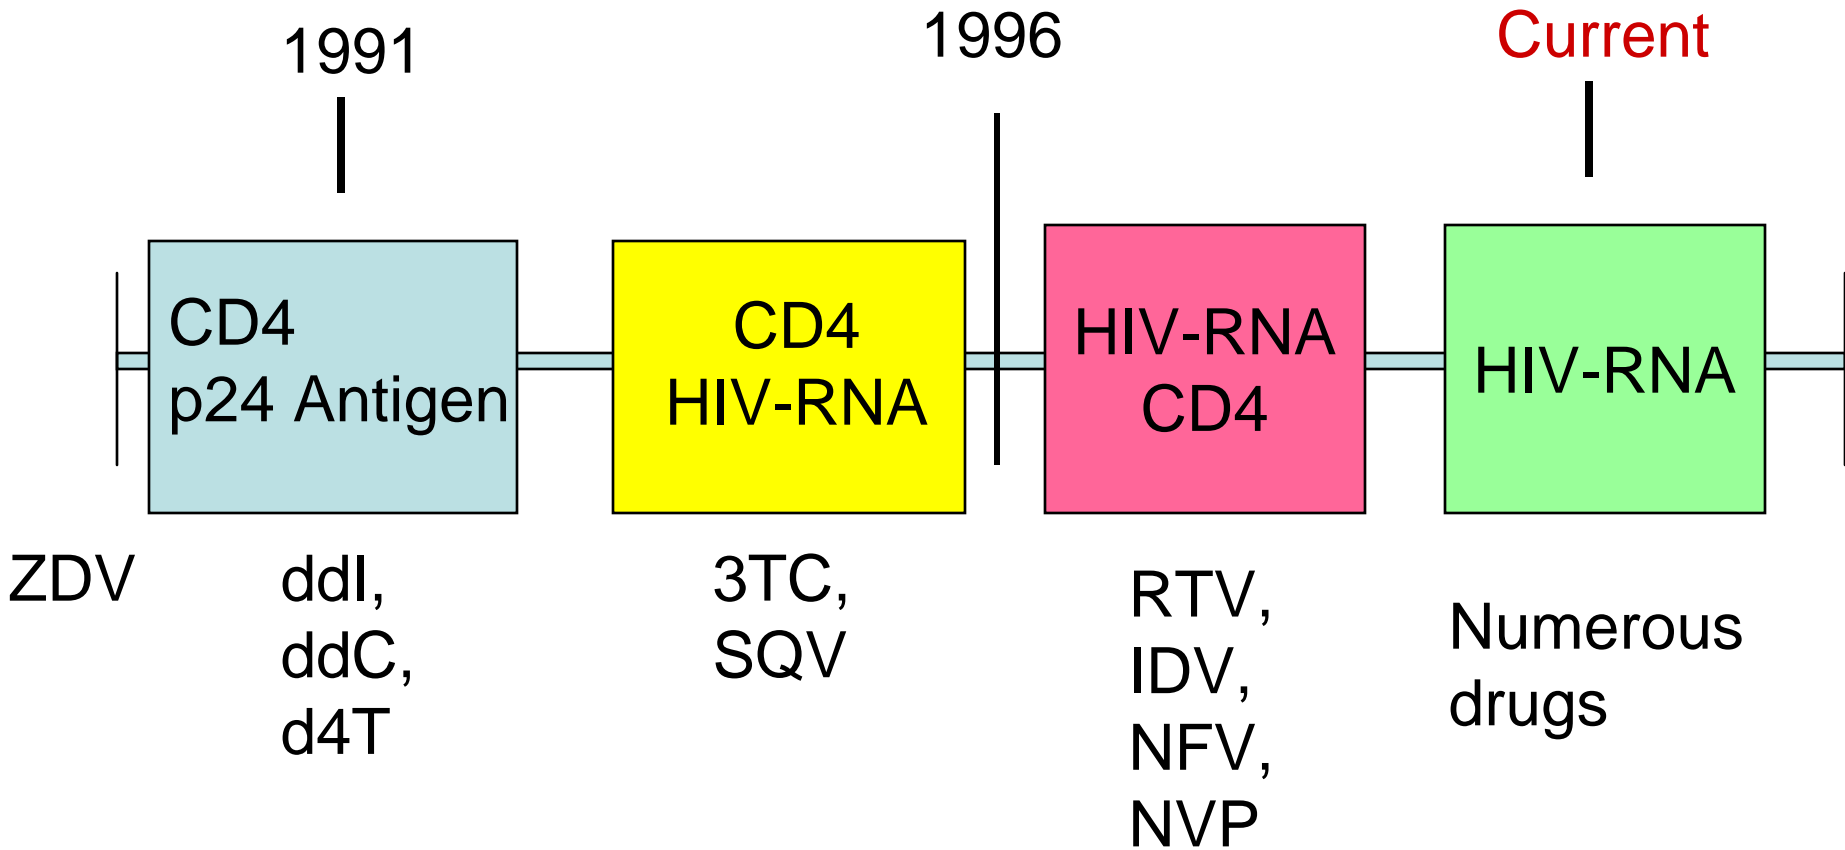 1991
1996
Current
CD4
p24 Antigen
CD4
HIV-RNA
HIV-RNA
CD4
HIV-RNA
ZDV
ddI,
ddC,
d4T
3TC,
SQV
RTV,
IDV,
NFV,
NVP
Numerous
drugs